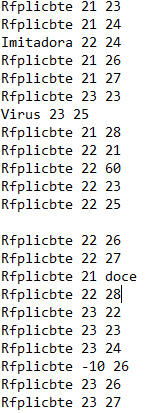 Rfplicbte 21 23
Rfplicbte 21 24
Imitadora 22 24
Rfplicbte 21 26
Rfplicbte 21 27
Rfplicbte 23 23
Virus 23 25
Rfplicbte 21 28
Rfplicbte 22 21
Rfplicbte 22 60
Rfplicbte 22 23
Rfplicbte 22 25

Rfplicbte 22 26
Rfplicbte 22 27
Rfplicbte 21 doce
Rfplicbte 22 28
Rfplicbte 23 22
Rfplicbte 23 23
Rfplicbte 23 24
Rfplicbte -10 26
Rfplicbte 23 26
Rfplicbte 23 27